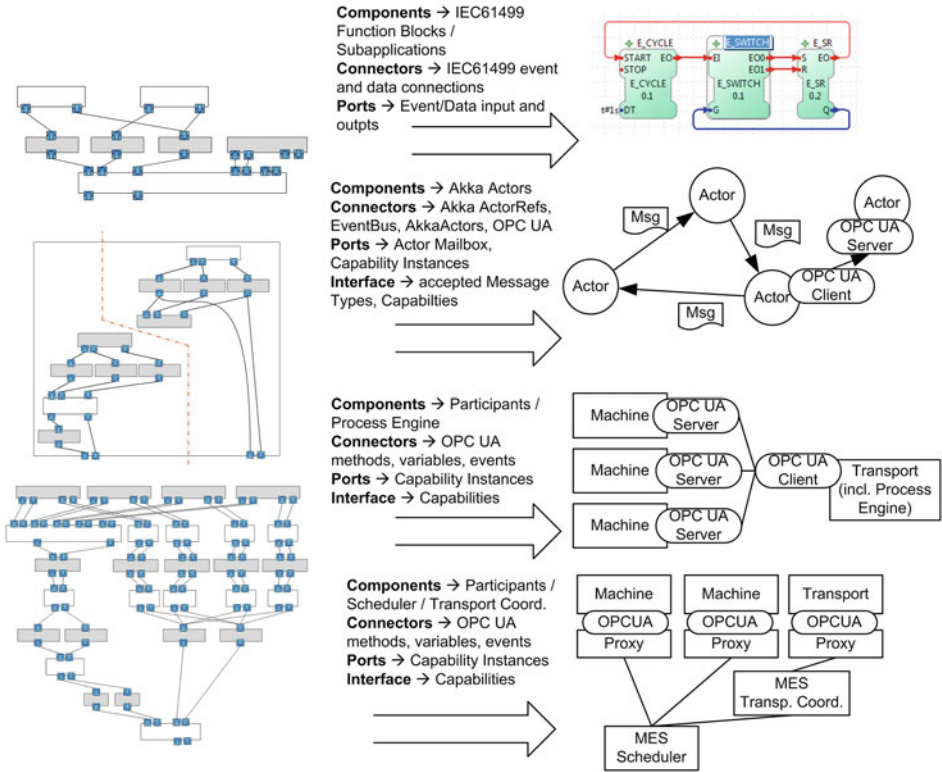 Components → IEC61499
Function Blocks /
Subapplications
Connectors → IEC61499 event
and data connections
Ports → Event/Data input and
outpts
E_CYCLE
E_SWITCH
E_SR
START EO
STOP
E_CYCLE
0.1
t#1s DT
EI EO0
EO1
E_SWITCH
0.1
G
S EO
R
E_SR
0.2
Q
Components → Akka Actors
Connectors → Akka ActorRefs,
EventBus, AkkaActors, OPC UA
Ports → Actor Mailbox,
Capability Instances
Interface → accepted Message
Types, Capabilties
Actor
Msg
Actor
Msg
Actor
Msg
Actor
OPC UA
Server
OPC UA
Client
Components → Participants /
Process Engine
Connectors → OPC UA
methods, variables, events
Ports → Capability Instances
Interface → Capabilities
Machine
OPC UA
Server
Machine
OPC UA
Server
Machine
OPC UA
Server
OPC UA
Client
Transport
(incl. Process
Engine)
Components → Participants /
Scheduler / Transport Coord.
Connectors → OPC UA
methods, variables, events
Ports → Capability Instances
Interface → Capabilities
Machine
OPCUA
Proxy
Machine
OPCUA
Proxy
Transport
OPCUA
Proxy
MES
Transp. Coord.
MES
Scheduler